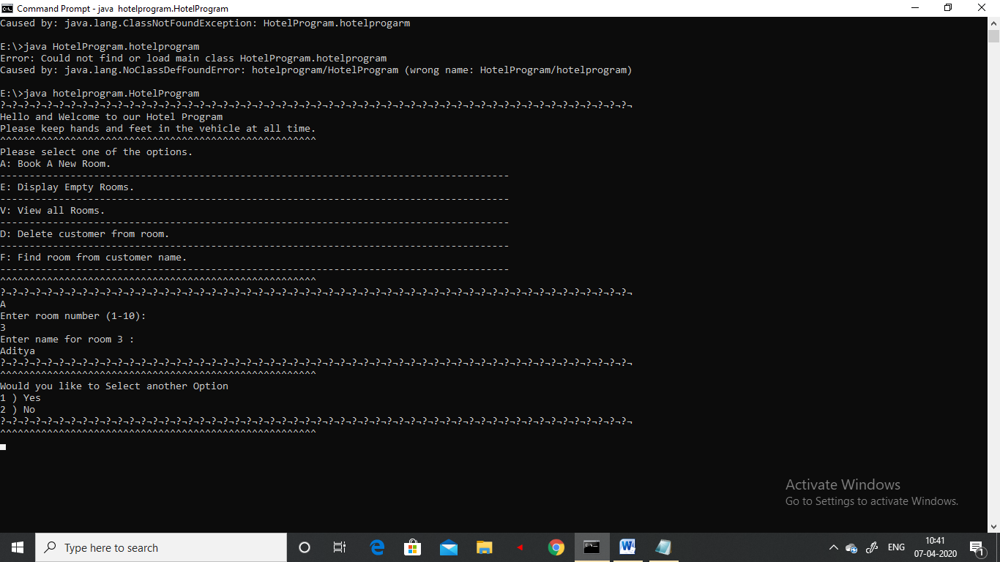 Command Prompt - java  hotelprogram.HotelProgram
Caused by: java.lang.ClassNotFoundException: HotelProgram.hotelprogarm
E:\>java HotelProgram.hotelprogram
Error: Could not find or load main class HotelProgram.hotelprogram
Caused by: java.lang.NoClassDefFoundError: hotelprogram/HotelProgram (wrong name: HotelProgram/hotelprogram)
E:\>java hotelprogram.HotelProgram
?¬?¬?¬?¬?¬?¬?¬?¬?¬?¬?¬?¬?¬?¬?¬?¬?¬?¬?¬?¬?¬?¬?¬?¬?¬?¬?¬?¬?¬?¬?¬?¬?¬?¬?¬?¬?¬?¬?¬?¬?¬?¬?¬?¬?¬?¬?¬?¬?¬?¬?¬?¬?¬?¬
Hello and Welcome to our Hotel Program
Please keep hands and feet in the vehicle at all time.
^^^^^^^^^^^^^^^^^^^^^^^^^^^^^^^^^^^^^^^^^^^^^^^^^^^^^^
Please select one of the options.
A: Book A New Room.
---------------------------------------------------------------------------------------
E: Display Empty Rooms.
---------------------------------------------------------------------------------------
V: View all Rooms.
---------------------------------------------------------------------------------------
D: Delete customer from room.
---------------------------------------------------------------------------------------
F: Find room from customer name.
---------------------------------------------------------------------------------------
^^^^^^^^^^^^^^^^^^^^^^^^^^^^^^^^^^^^^^^^^^^^^^^^^^^^^^
?¬?¬?¬?¬?¬?¬?¬?¬?¬?¬?¬?¬?¬?¬?¬?¬?¬?¬?¬?¬?¬?¬?¬?¬?¬?¬?¬?¬?¬?¬?¬?¬?¬?¬?¬?¬?¬?¬?¬?¬?¬?¬?¬?¬?¬?¬?¬?¬?¬?¬?¬?¬?¬?¬
A
Enter room number (1-10):
3
Enter name for room 3 :
Aditya
?¬?¬?¬?¬?¬?¬?¬?¬?¬?¬?¬?¬?¬?¬?¬?¬?¬?¬?¬?¬?¬?¬?¬?¬?¬?¬?¬?¬?¬?¬?¬?¬?¬?¬?¬?¬?¬?¬?¬?¬?¬?¬?¬?¬?¬?¬?¬?¬?¬?¬?¬?¬?¬?¬
^^^^^^^^^^^^^^^^^^^^^^^^^^^^^^^^^^^^^^^^^^^^^^^^^^^^^^
Would you like to Select another Option
1 ) Yes
2 ) No
?¬?¬?¬?¬?¬?¬?¬?¬?¬?¬?¬?¬?¬?¬?¬?¬?¬?¬?¬?¬?¬?¬?¬?¬?¬?¬?¬?¬?¬?¬?¬?¬?¬?¬?¬?¬?¬?¬?¬?¬?¬?¬?¬?¬?¬?¬?¬?¬?¬?¬?¬?¬?¬?¬
^^^^^^^^^^^^^^^^^^^^^^^^^^^^^^^^^^^^^^^^^^^^^^^^^^^^^^
Activate Windows
Go to Settings to activate Windows.
Type here to search
ENG
10:41
07-04-2020
1